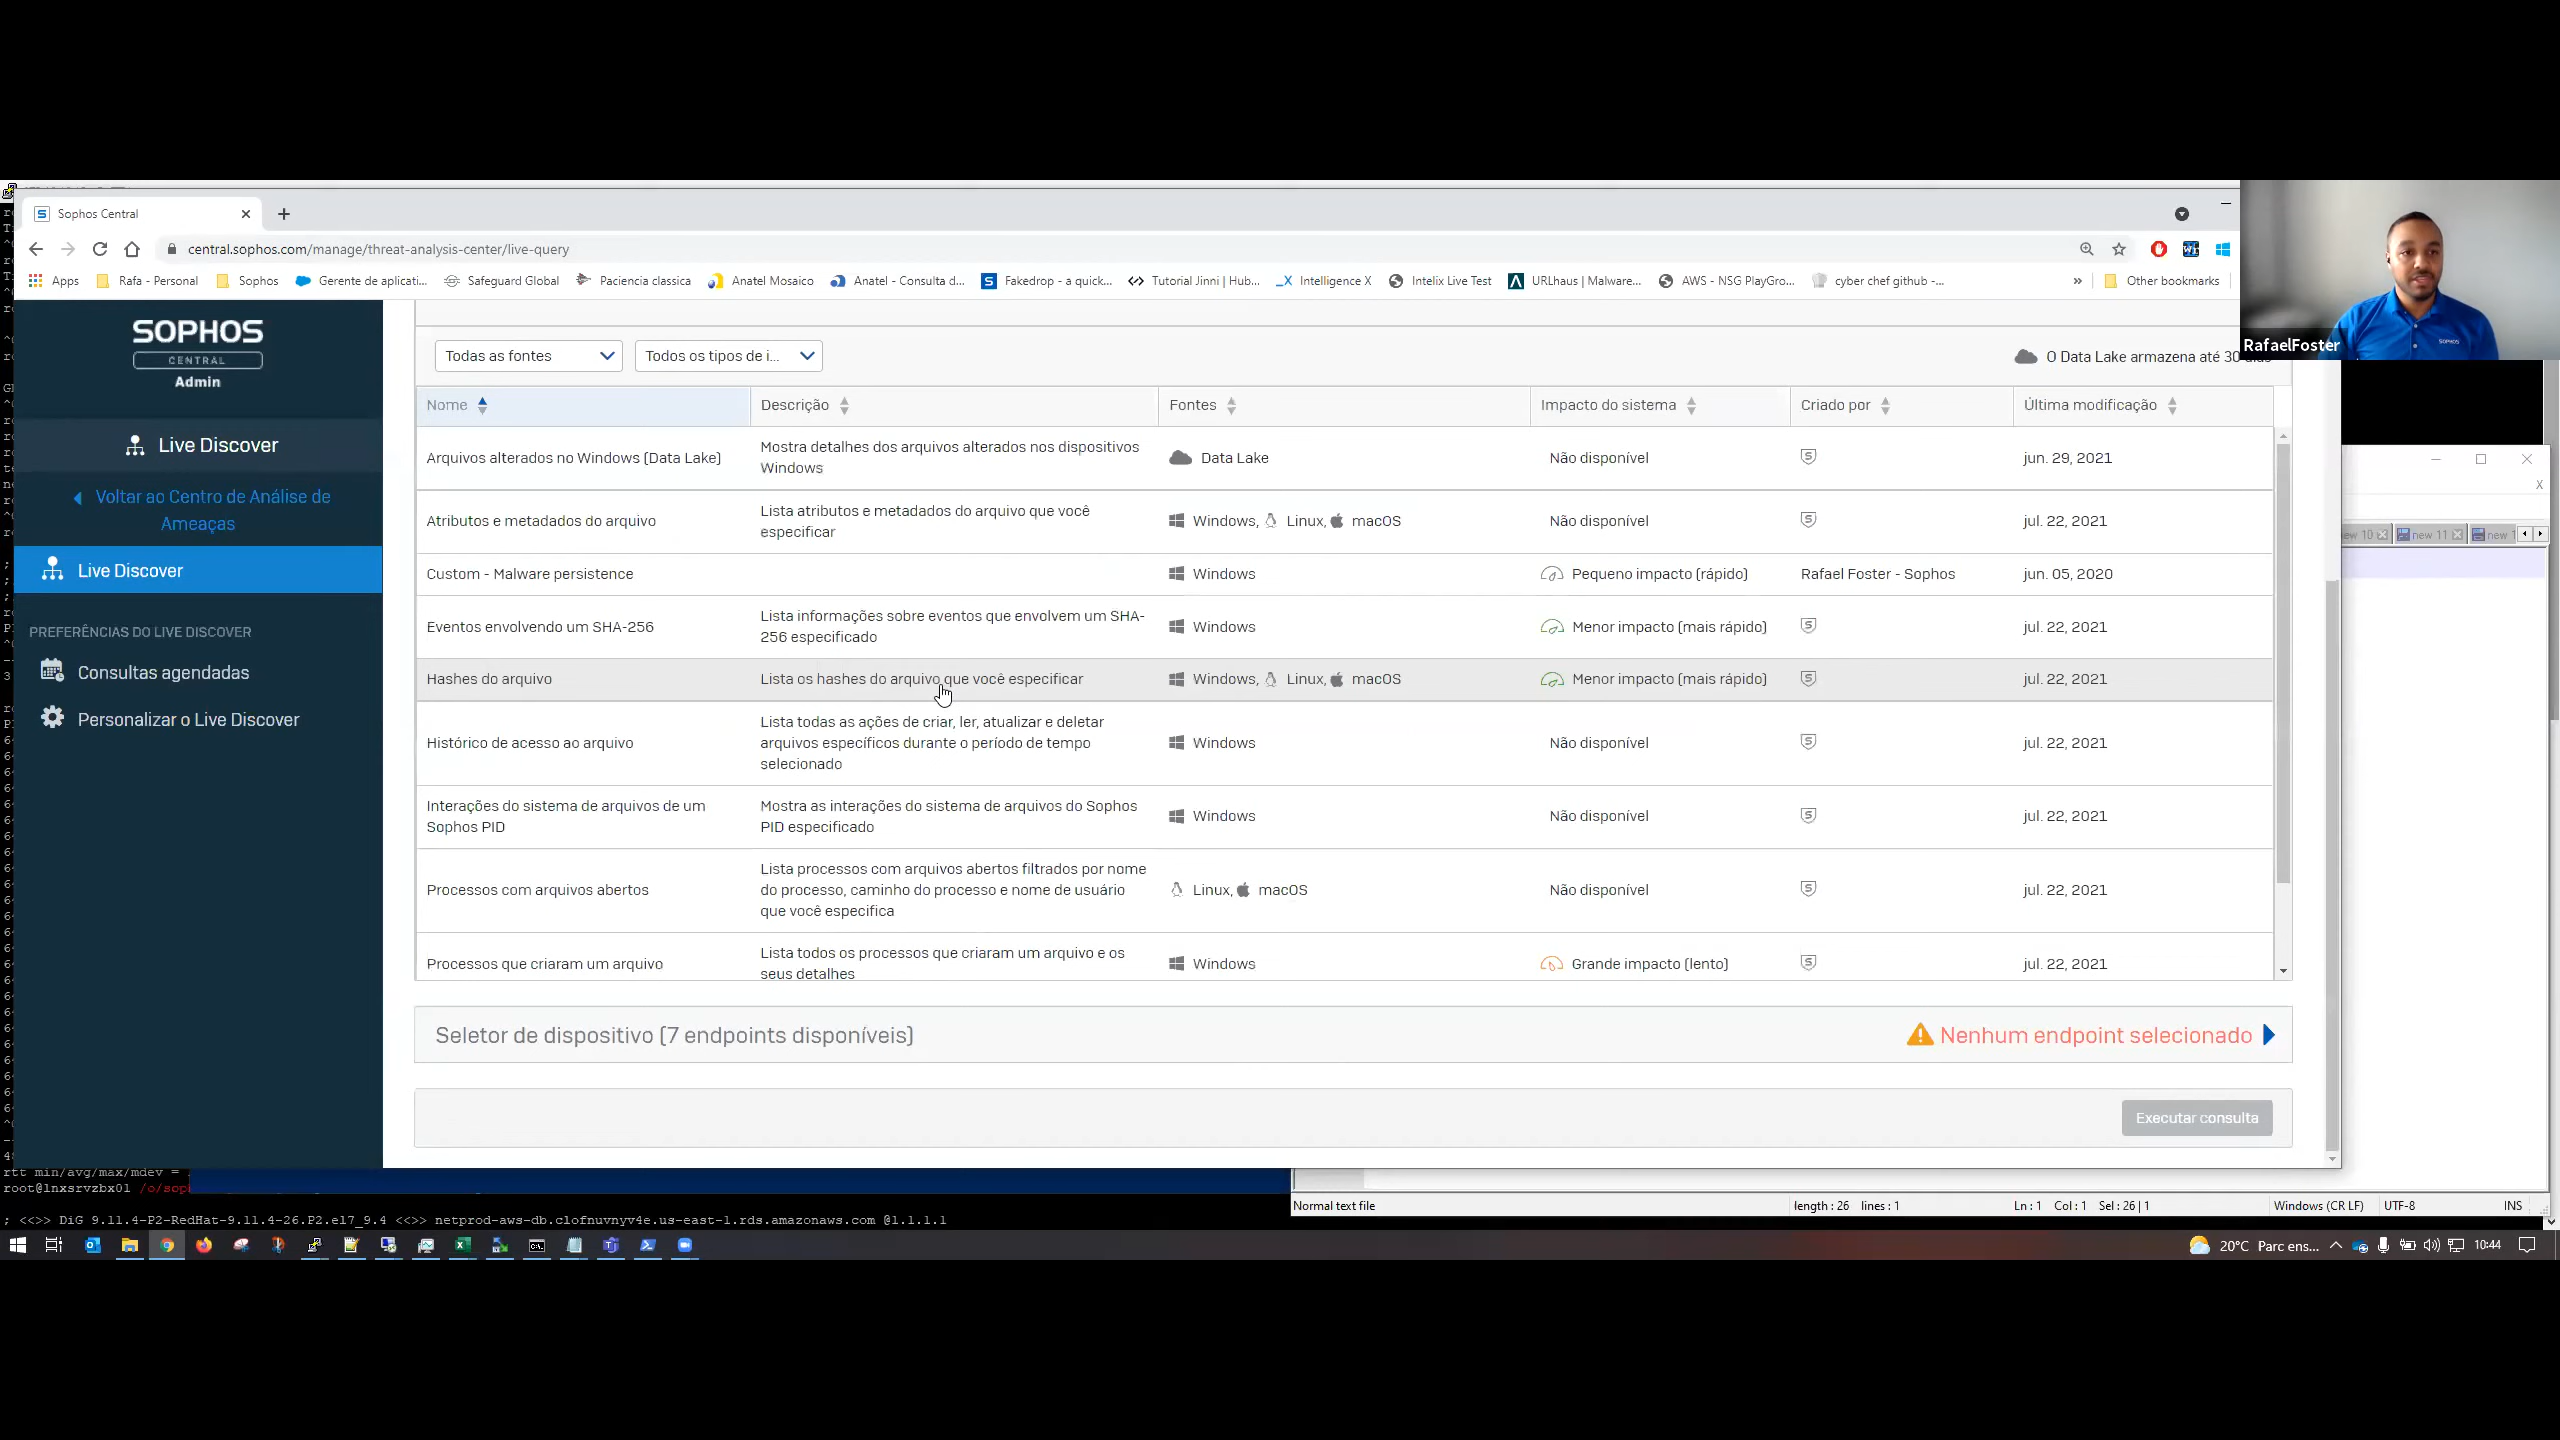 Sophos Central
central.sophos.com/manage/threat-analysis-center/live-query
Apps Rafa - Personal Sophos Gerente de aplicati... Safeguard Global Paciencia classica Anatel Mosaico Anatel - Consulta d... Fakedrop - a quick... Tutorial Jinni | Hub... Intelligence X Intelix Live Test URLhaus | Malware... AWS - NSG PlayGro... cyber chef github -... » Other bookmarks
RafaelFoster
SOPHOS
CENTRAL
Admin
Live Discover
Voltar ao Centro de Análise de
Ameaças
Live Discover
PREFERÊNCIAS DO LIVE DISCOVER
Consultas agendadas
Personalizar o Live Discover
Todas as fontes Todos os tipos de i... O Data Lake armazena até 30 dias
Nome Descrição Fontes Impacto do sistema Criado por Última modificação
Arquivos alterados no Windows (Data Lake) Mostra detalhes dos arquivos alterados nos dispositivos
Windows Data Lake Não disponível jun. 29, 2021
Atributos e metadados do arquivo Lista atributos e metadados do arquivo que você
especificar Windows, Linux, macOS Não disponível jul. 22, 2021
Custom - Malware persistence Windows Pequeno impacto (rápido) Rafael Foster - Sophos jun. 05, 2020
Eventos envolvendo um SHA-256 Lista informações sobre eventos que envolvem um SHA-
256 especificado Windows Menor impacto (mais rápido) jul. 22, 2021
Hashes do arquivo Lista os hashes do arquivo que você especificar Windows, Linux, macOS Menor impacto (mais rápido) jul. 22, 2021
Histórico de acesso ao arquivo Lista todas as ações de criar, ler, atualizar e deletar
arquivos específicos durante o período de tempo
selecionado Windows Não disponível jul. 22, 2021
Interações do sistema de arquivos de um
Sophos PID Mostra as interações do sistema de arquivos do Sophos
PID especificado Windows Não disponível jul. 22, 2021
Processos com arquivos abertos Lista processos com arquivos abertos filtrados por nome
do processo, caminho do processo e nome de usuário
que você especifica Linux, macOS Não disponível jul. 22, 2021
Processos que criaram um arquivo Lista todos os processos que criaram um arquivo e os
seus detalhes Windows Grande impacto (lento) jul. 22, 2021
Seletor de dispositivo (7 endpoints disponíveis) Nenhum endpoint selecionado
Executar consulta
new 10 new 11 new 1
rtt min/avg/max/mdev =
root@lnxsrvzbx01 /o/sop
; <<>> DiG 9.11.4-P2-RedHat-9.11.4-26.P2.el7_9.4 <<>> netprod-aws-db.clofnuvnyv4e.us-east-1.rds.amazonaws.com @1.1.1.1
Normal text file length : 26 lines : 1 Ln : 1 Col : 1 Sel : 26 | 1 Windows (CR LF) UTF-8 INS
20°C Parc ens... 10:44